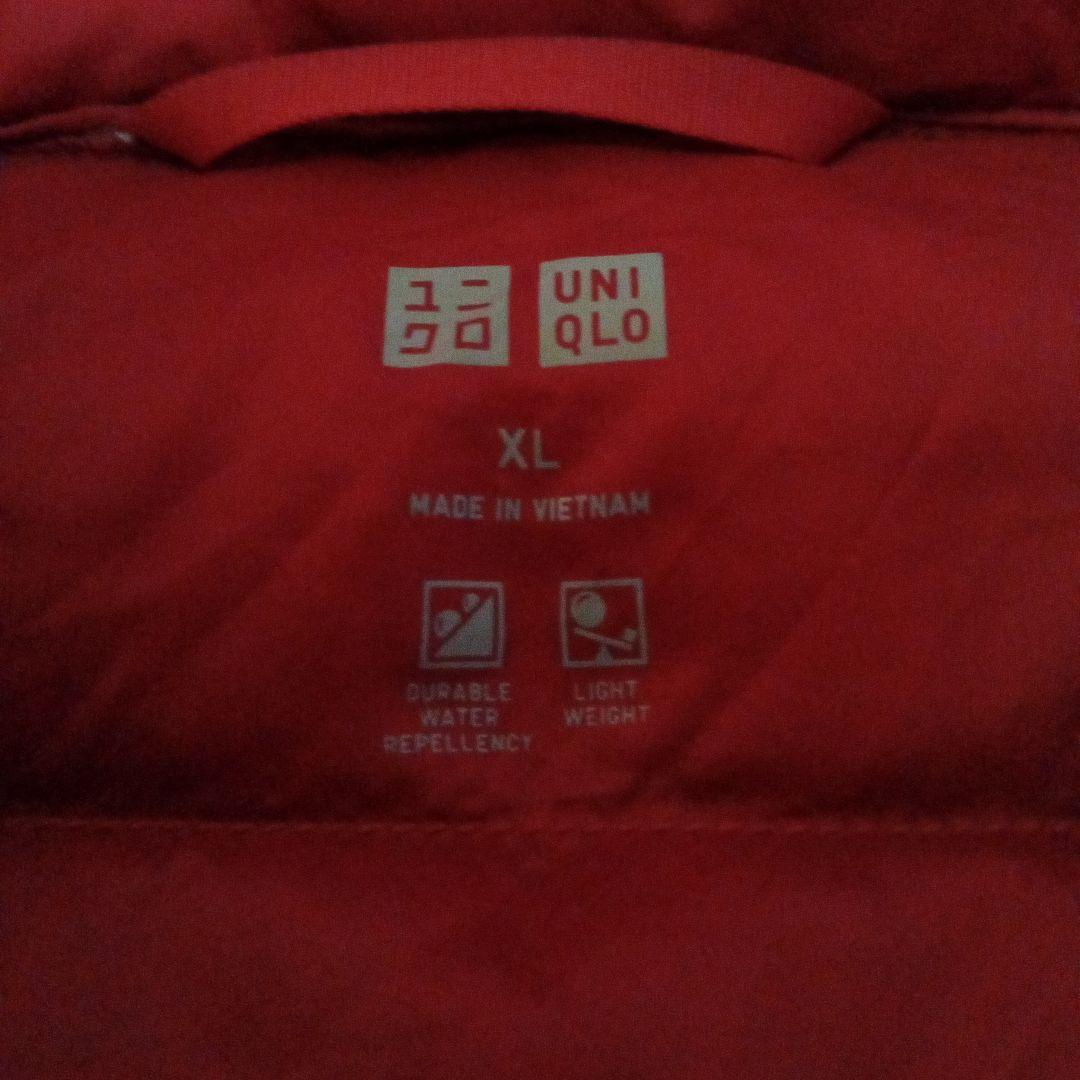 ユニ
クロ
UNI
QLO
XL
MADE IN VIETNAM
DURABLE
WATER
REPELLENCY
LIGHT
WEIGHT